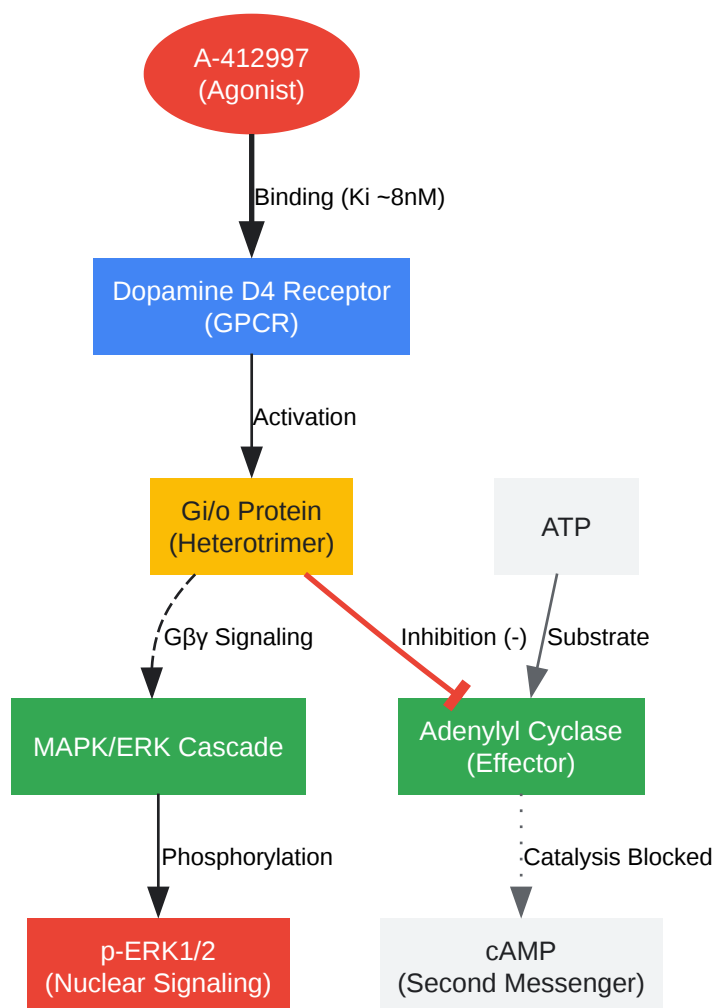 A-412997
(Agonist)
Binding (Ki ~8nM)
Dopamine D4 Receptor
(GPCR)
Activation
Gi/o Protein
(Heterotrimer)
ATP
Gβγ Signaling
Inhibition (-)
Substrate
MAPK/ERK Cascade
Adenylyl Cyclase
(Effector)
Phosphorylation
Catalysis Blocked
p-ERK1/2
(Nuclear Signaling)
cAMP
(Second Messenger)